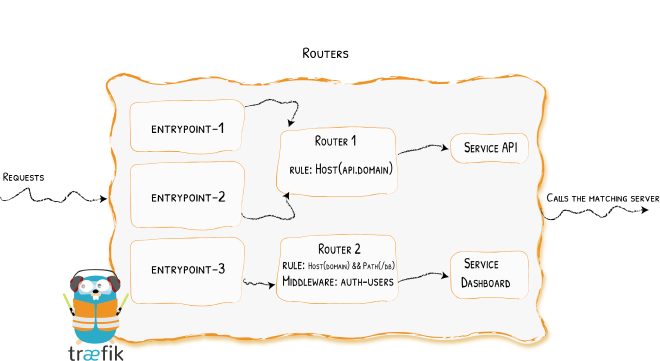 Routers
Requests
entrypoint-1
entrypoint-2
entrypoint-3
Router 1
rule: Host(api.domain)
Router 2
rule: Host(domain) && Path(/db)
Middleware: auth-users
Service API
Service
Dashboard
Calls the matching server
træfik